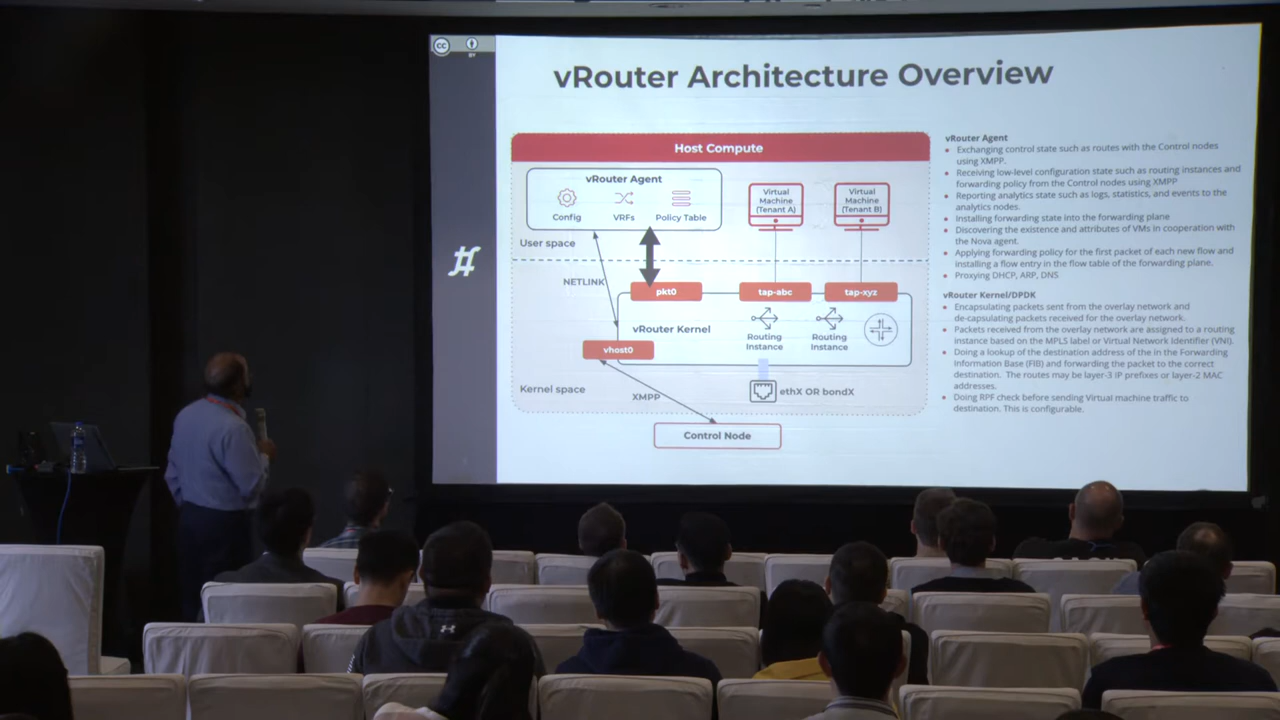 cc
BY
vRouter Architecture Overview
Host Compute
vRouter Agent
Config
VRFs
Policy Table
Virtual
Machine
(Tenant A)
Virtual
Machine
(Tenant B)
User space
NETLINK
pkt0
tap-abc
tap-xyz
vRouter Kernel
Routing
Instance
Routing
Instance
vhost0
Kernel space
XMPP
ethX OR bondX
Control Node
vRouter Agent
• Exchanging control state such as routes with the Control nodes
using XMPP.
• Receiving low-level configuration state such as routing instances and
forwarding policy from the Control nodes using XMPP
• Reporting analytics state such as logs, statistics, and events to the
analytics nodes.
• Installing forwarding state into the forwarding plane
• Discovering the existence and attributes of VMs in cooperation with
the Nova agent.
• Applying forwarding policy for the first packet of each new flow and
installing a flow entry in the flow table of the forwarding plane.
• Proxying DHCP, ARP, DNS
vRouter Kernel/DPDK
• Encapsulating packets sent from the overlay network and
de-capsulating packets received for the overlay network.
• Packets received from the overlay network are assigned to a routing
instance based on the MPLS label or Virtual Network Identifier (VNI).
• Doing a lookup of the destination address of the in the Forwarding
Information Base (FIB) and forwarding the packet to the correct
destination. The routes may be layer-3 IP prefixes or layer-2 MAC
addresses.
• Doing RPF check before sending Virtual machine traffic to
destination. This is configurable.